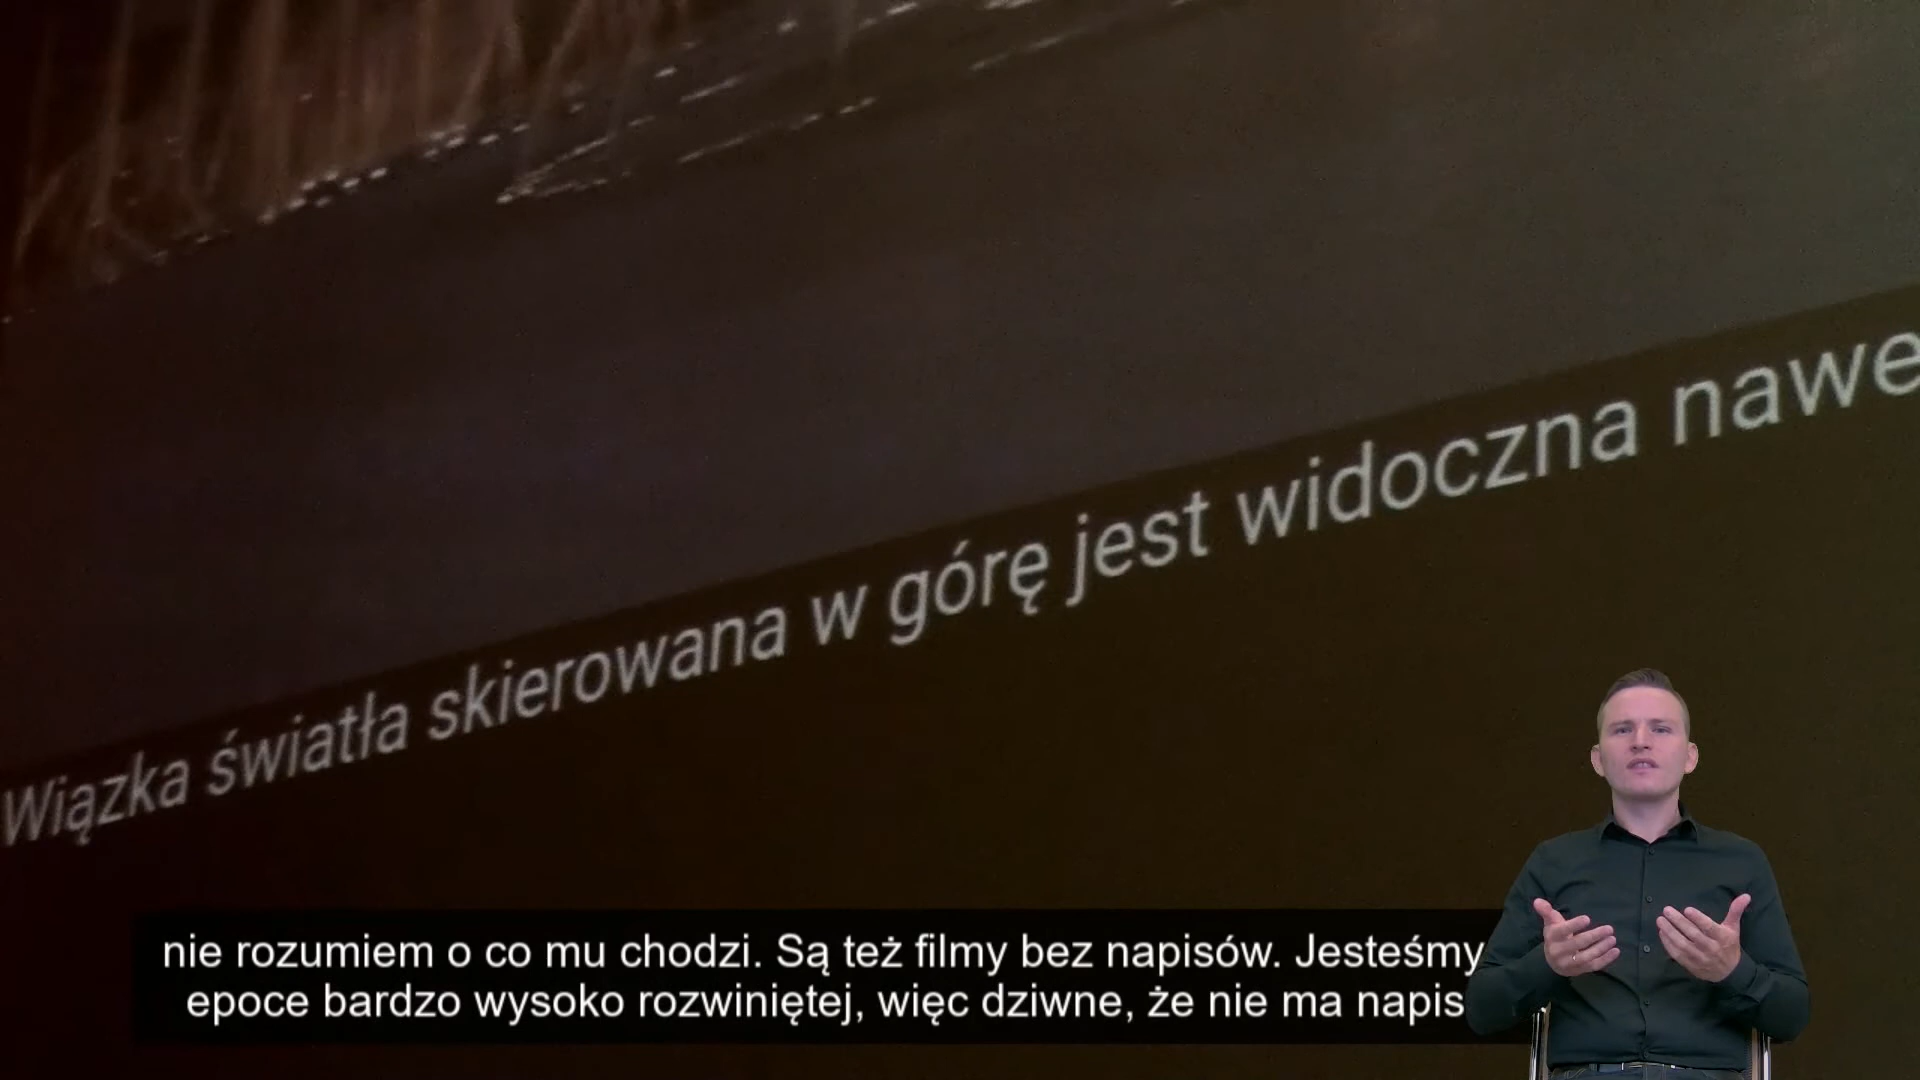 Wiązka światła skierowana w górę jest widoczna nawe
nie rozumiem o co mu chodzi. Są też filmy bez napisów. Jesteśmy
epoce bardzo wysoko rozwiniętej, więc dziwne, że nie ma napis